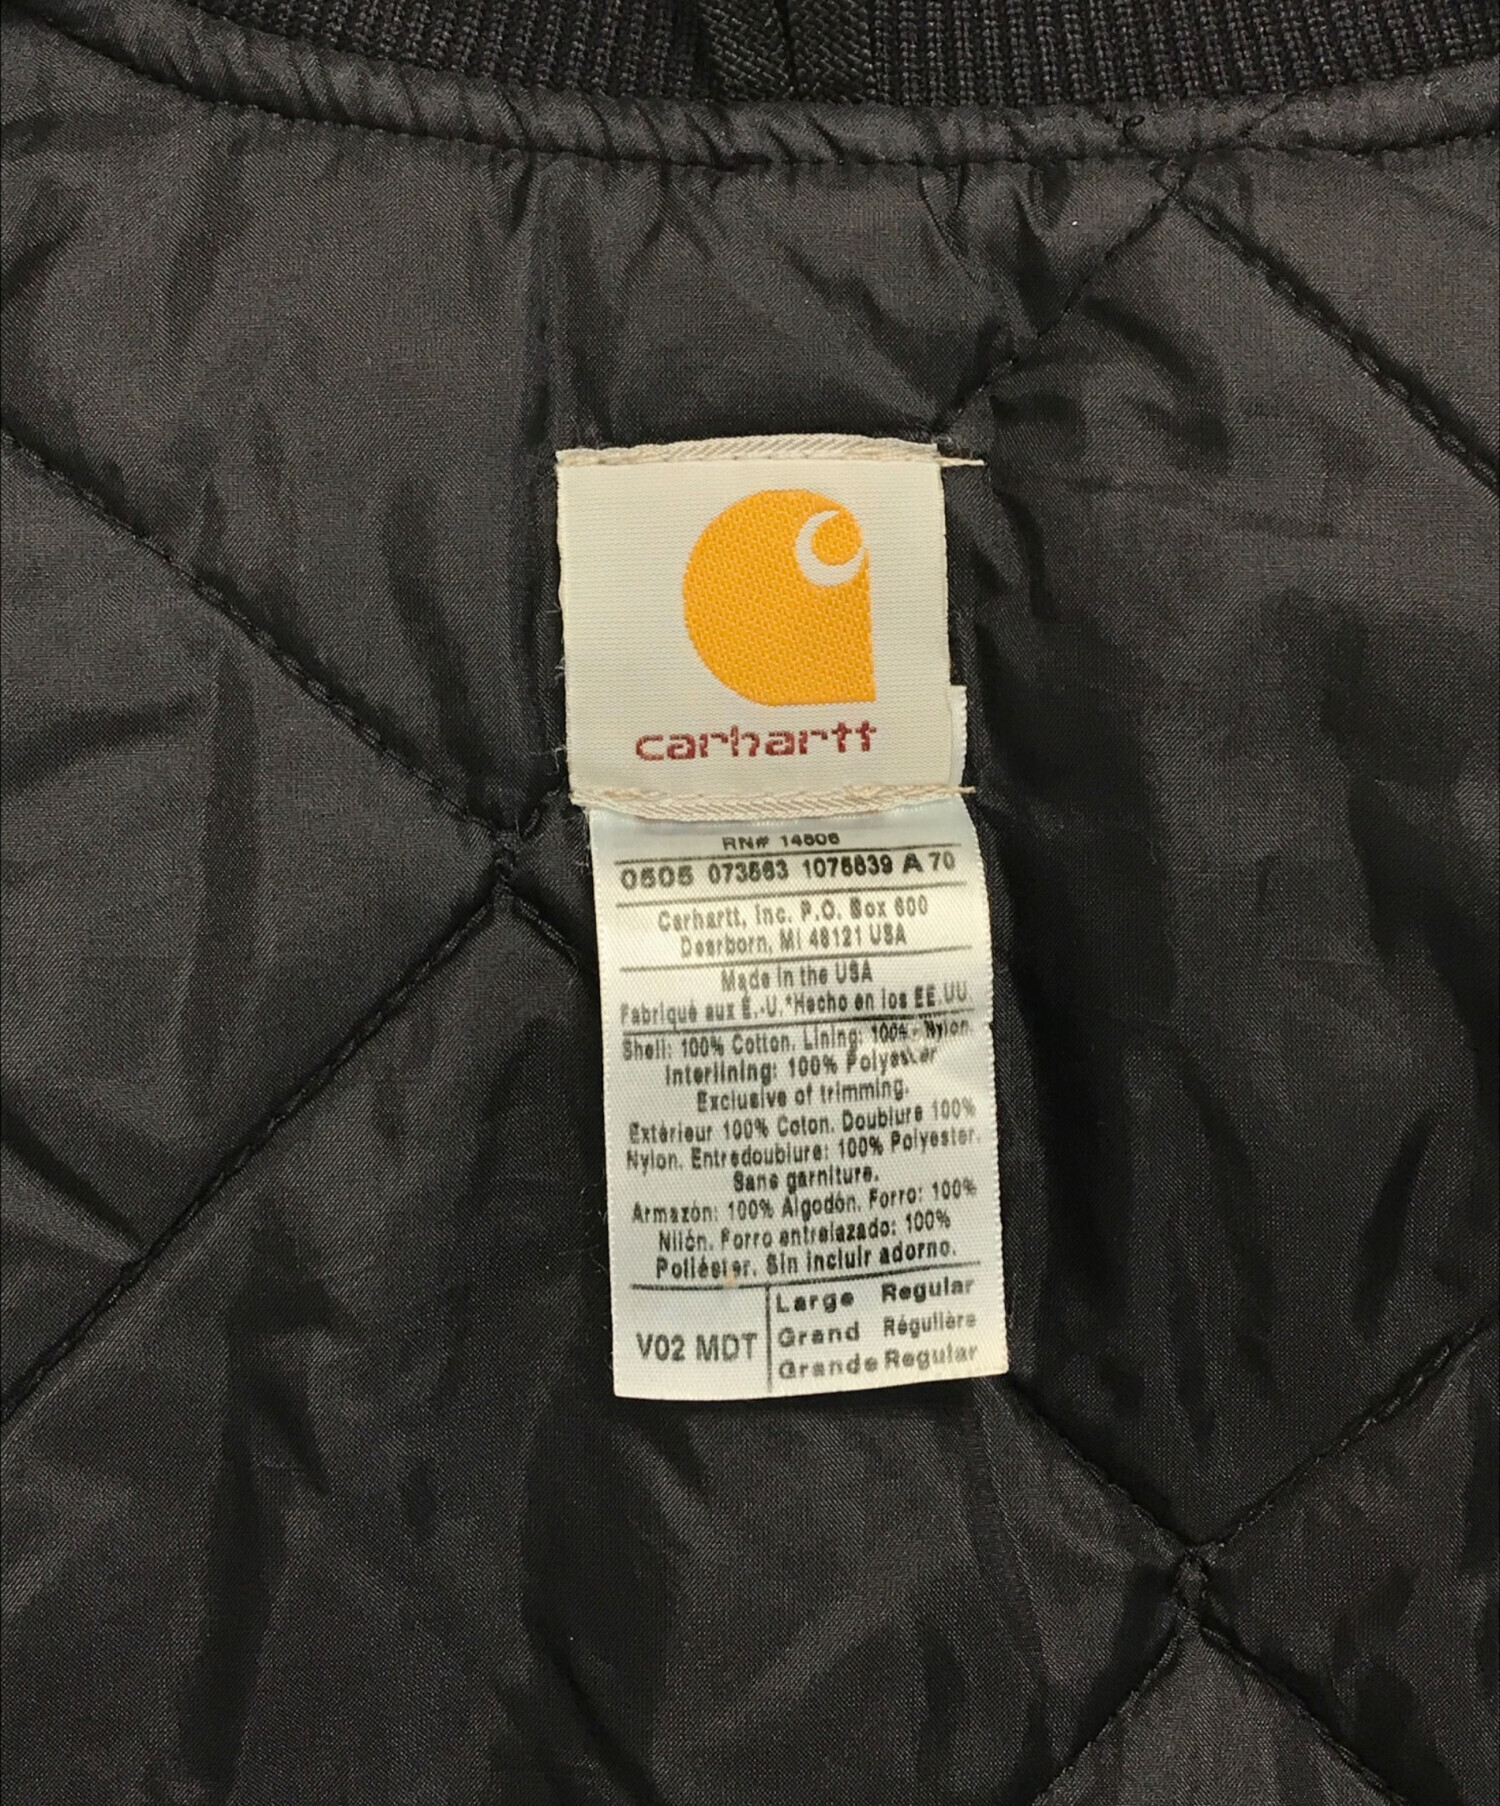 carhartt
RN# 14806
0505 073563 1075839 A 70
Carhartt, Inc. P.O. Box 600
Dearborn, MI 48121 USA
Made in the USA
Fabriqué aux É.-U.*Hecho en los EE.UU.
Shell: 100% Cotton. Lining: 100% Nylon.
Interlining: 100% Polyester
Exclusive of trimming.
Extérieur 100% Coton. Doublure 100%
Nylon. Entredoublure: 100% Polyester.
Sans garniture.
Armazón: 100% Algodón. Forro: 100%
Nilón. Forro entrelazado: 100%
Poliéster. Sin incluir adorno.
V02 MDT
Large Regular
Grand Régulière
Grande Regular